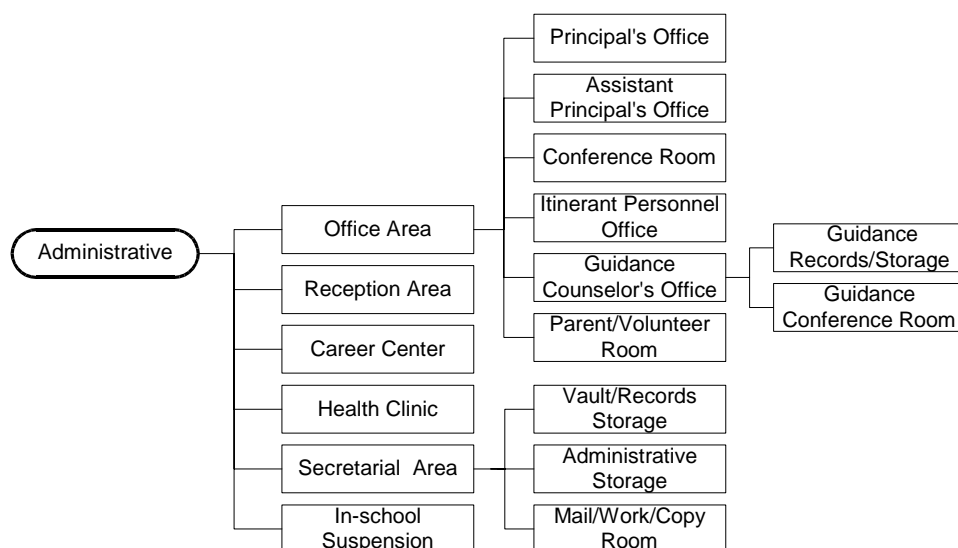 Administrative
Office Area
Reception Area
Career Center
Health Clinic
Secretarial Area
In-school
Suspension
Principal's Office
Assistant
Principal's Office
Conference Room
Itinerant Personnel
Office
Guidance
Counselor's Office
Parent/Volunteer
Room
Vault/Records
Storage
Administrative
Storage
Mail/Work/Copy
Room
Guidance
Records/Storage
Guidance
Conference Room